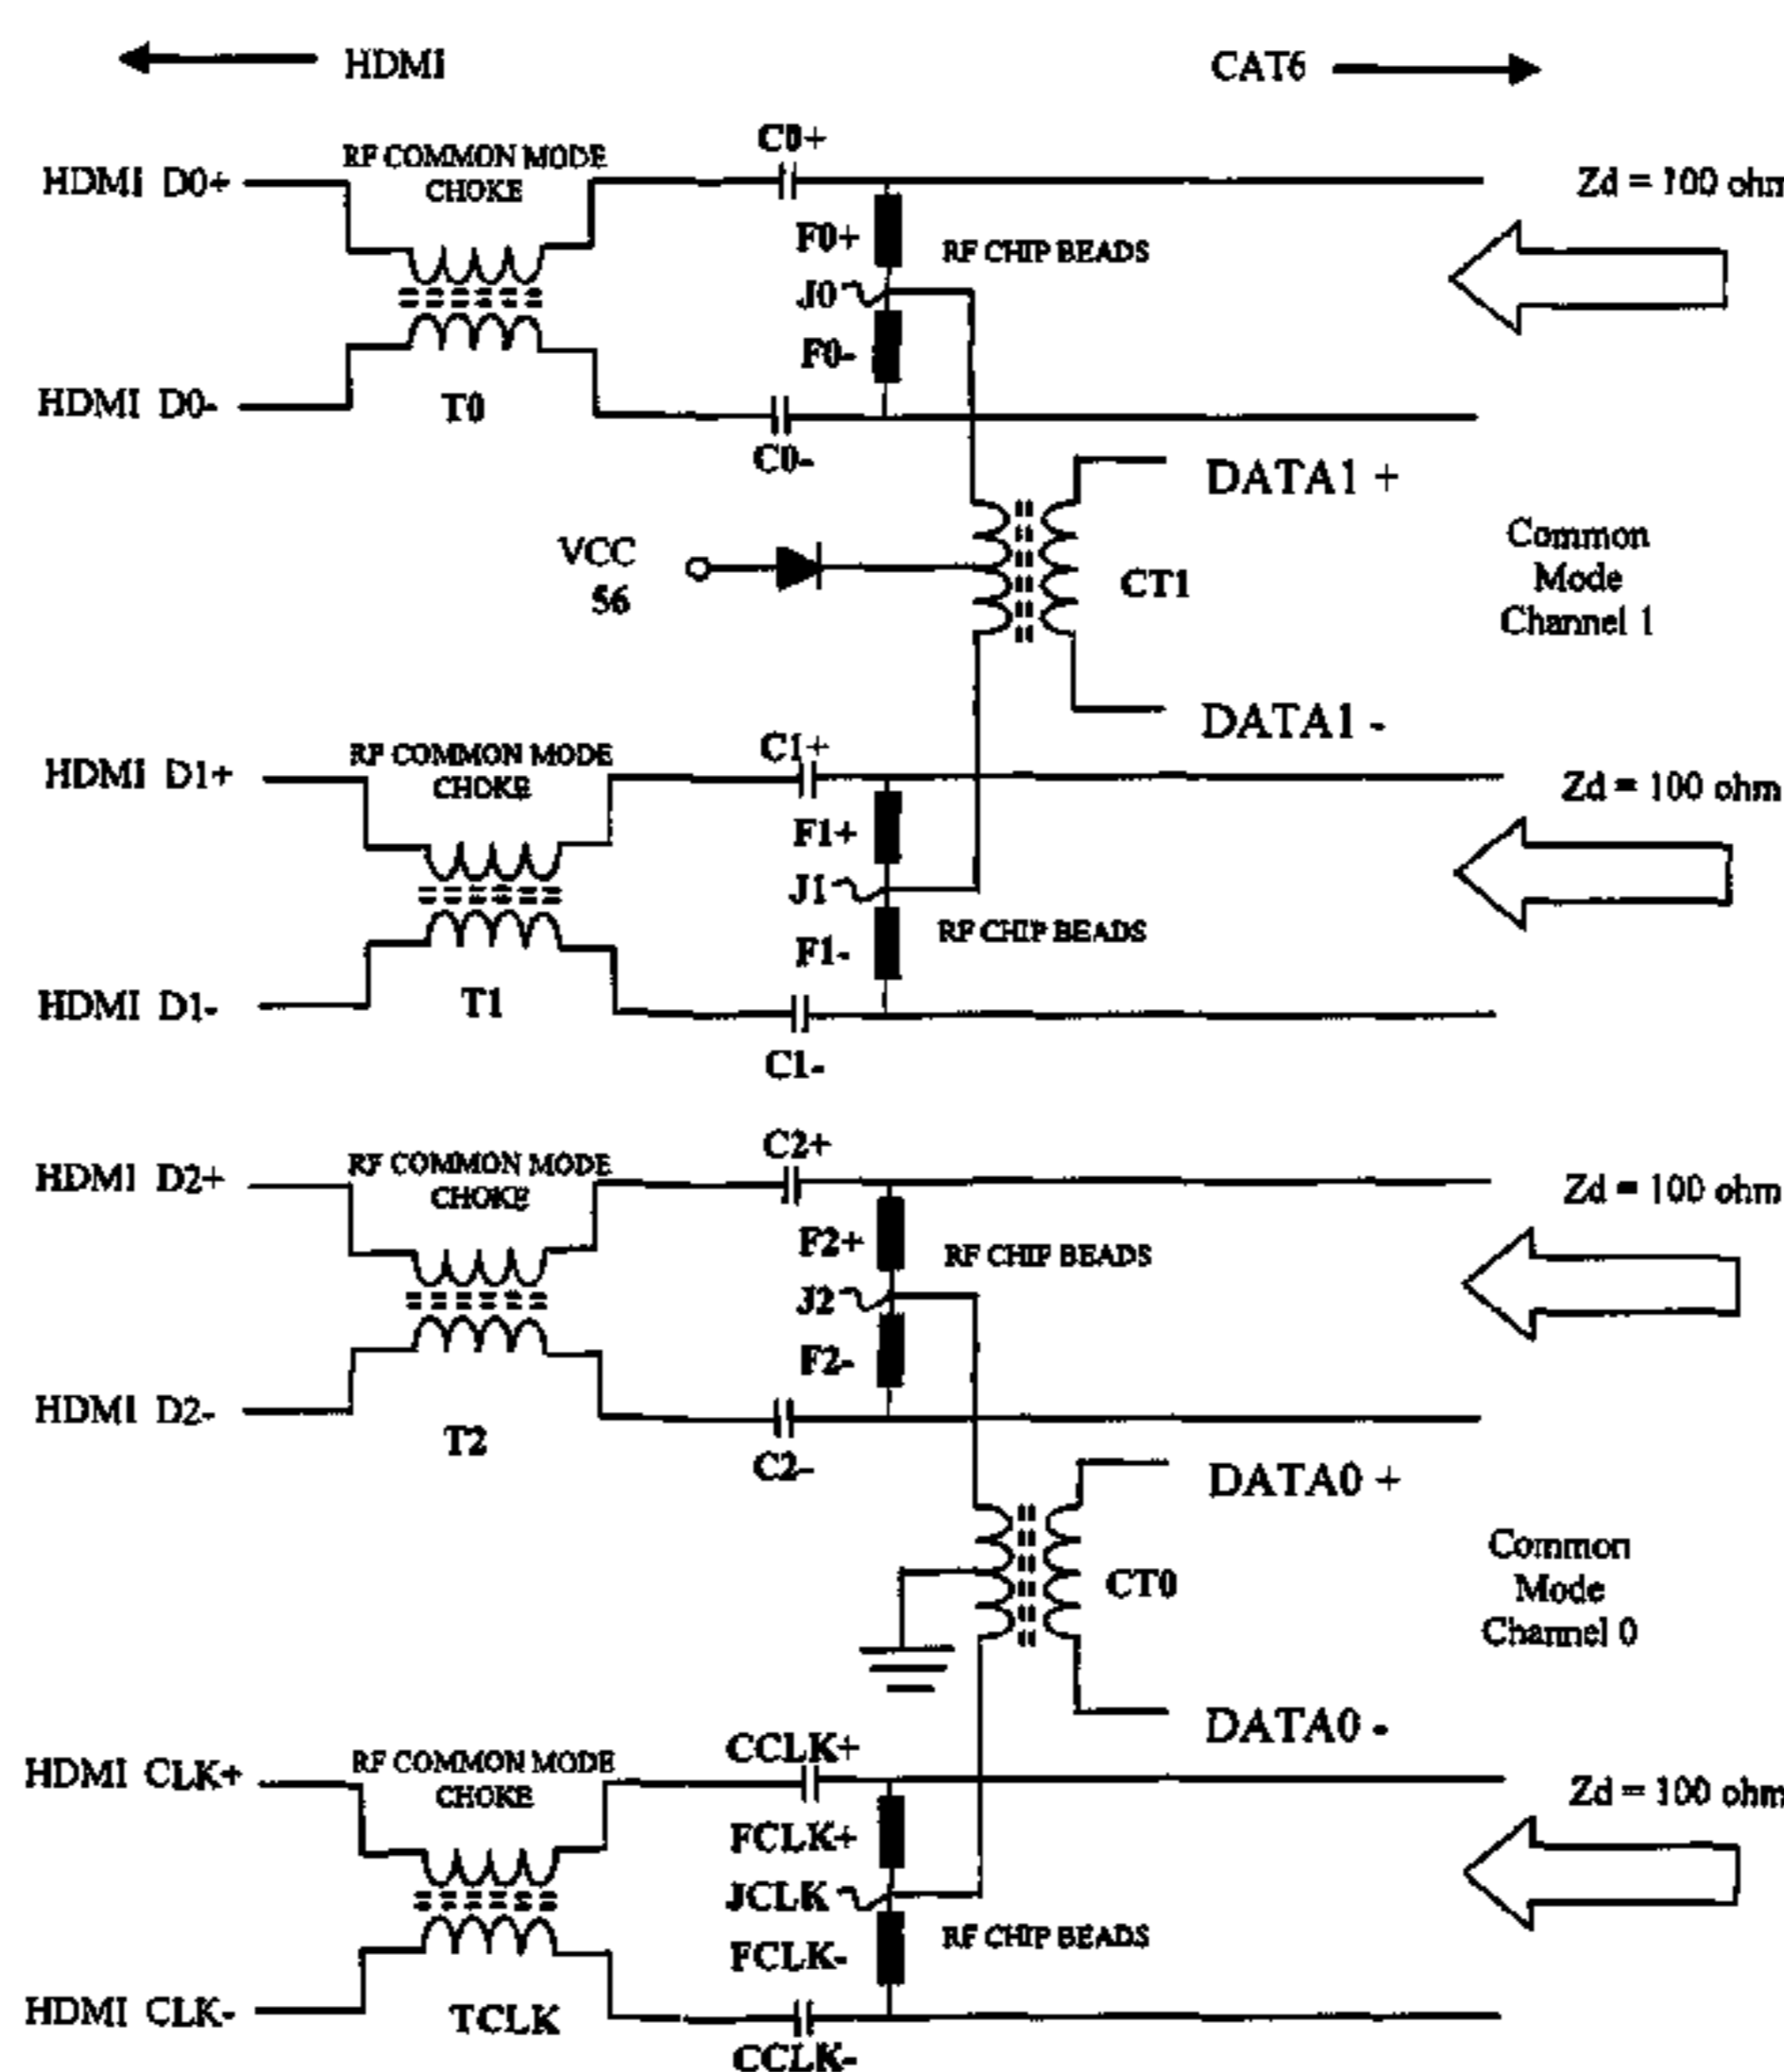 HDMI
CAT6
C0+
RF COMMON MODE
CHOKE
HDMI D0+
Zd = 100 ohm
F0+
RF CHIP BEADS
J0
F0-
HDMI D0-
T0
C0-
DATA1 +
VCC
56
CT1
Common
Mode
Channel 1
DATA1 -
C1+
RF COMMON MODE
CHOKE
HDMI D1+
Zd = 100 ohm
F1+
J1
RF CHIP BEADS
F1-
HDMI D1-
T1
C1-
C2+
RF COMMON MODE
CHOKE
HDMI D2+
Zd = 100 ohm
F2+
RF CHIP BEADS
J2
F2-
HDMI D2-
T2
C2-
DATA0 +
CT0
Common
Mode
Channel 0
DATA0 -
CCLK+
RF COMMON MODE
CHOKE
HDMI CLK+
Zd = 100 ohm
FCLK+
JCLK
RF CHIP BEADS
FCLK-
HDMI CLK-
TCLK
CCLK-